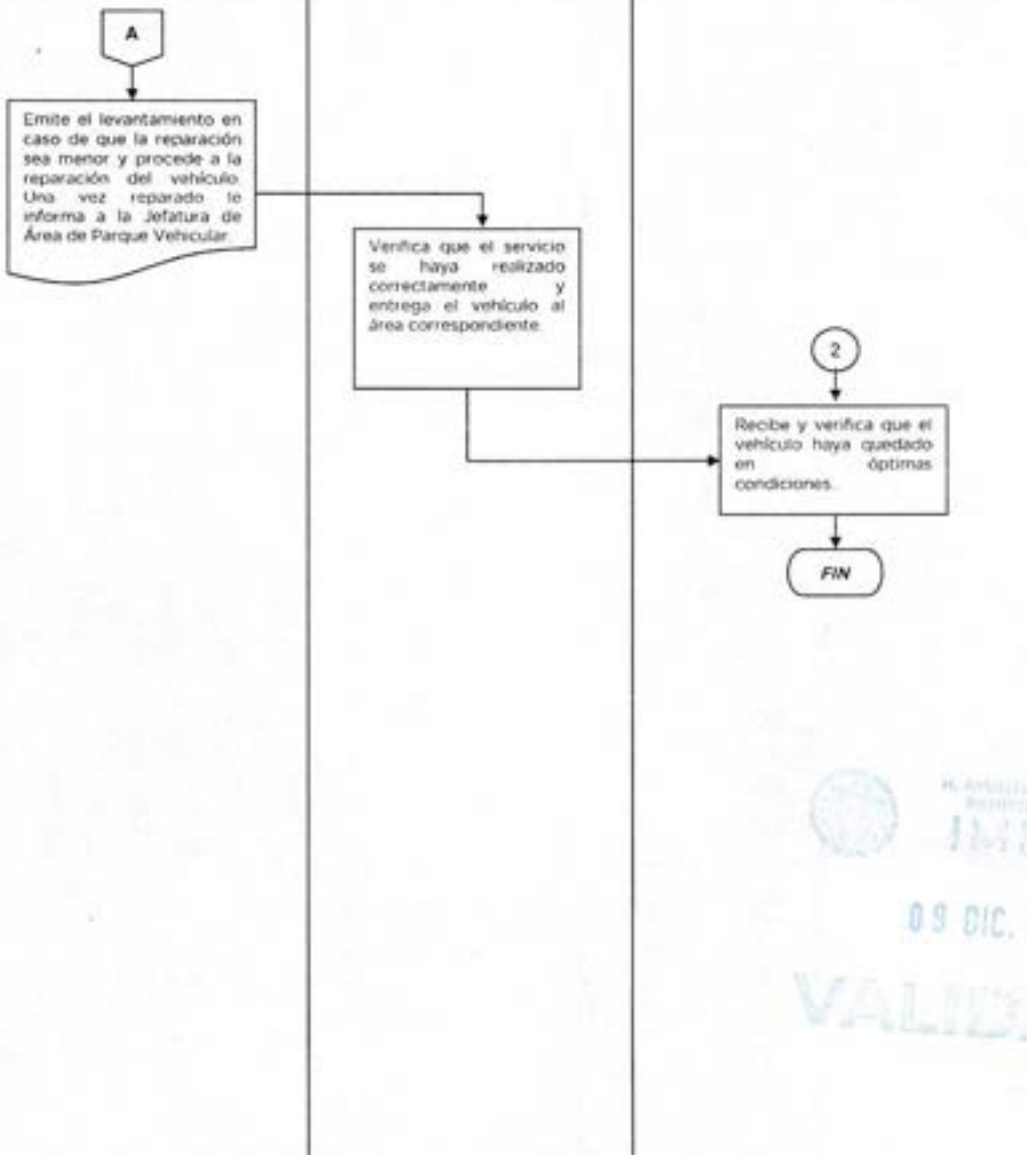 A
Emite el levantamiento en
caso de que la reparación
sea menor y procede a la
reparación del vehículo.
Una vez reparado le
informa a la Jefatura de
Área de Parque Vehicular
Verifica que el servicio
se haya realizado
correctamente y
entrega el vehículo al
área correspondiente.
2
Recibe y verifica que el
vehículo haya quedado
en óptimas
condiciones.
FIN
09 DIC.